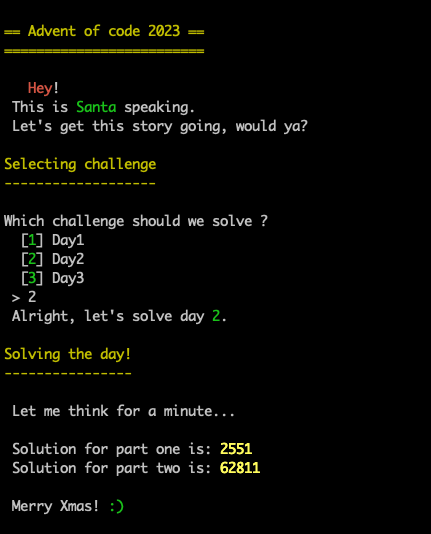 == Advent of code 2023 ==
=========================
Hey!
This is Santa speaking.
Let's get this story going, would ya?
Selecting challenge
-------------------
Which challenge should we solve ?
[1] Day1
[2] Day2
[3] Day3
> 2
Alright, let's solve day 2.
Solving the day!
----------------
Let me think for a minute...
Solution for part one is: 2551
Solution for part two is: 62811
Merry Xmas! :)